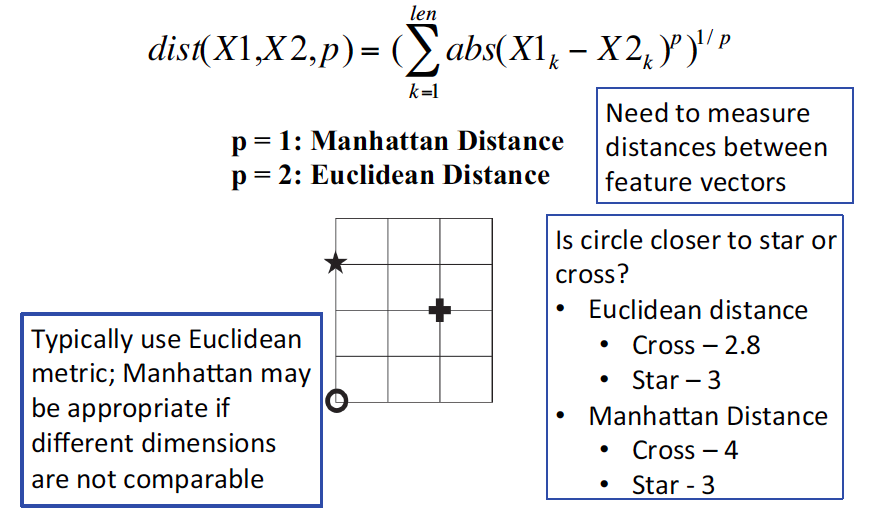 dist(X1,X2,p) = (∑_{k=1}^{len} abs(X1_k − X2_k)^p)^{1/p}
p = 1: Manhattan Distance
p = 2: Euclidean Distance
Need to measure
distances between
feature vectors
Is circle closer to star or
cross?
• Euclidean distance
• Cross – 2.8
• Star – 3
• Manhattan Distance
• Cross – 4
• Star - 3
Typically use Euclidean
metric; Manhattan may
be appropriate if
different dimensions
are not comparable